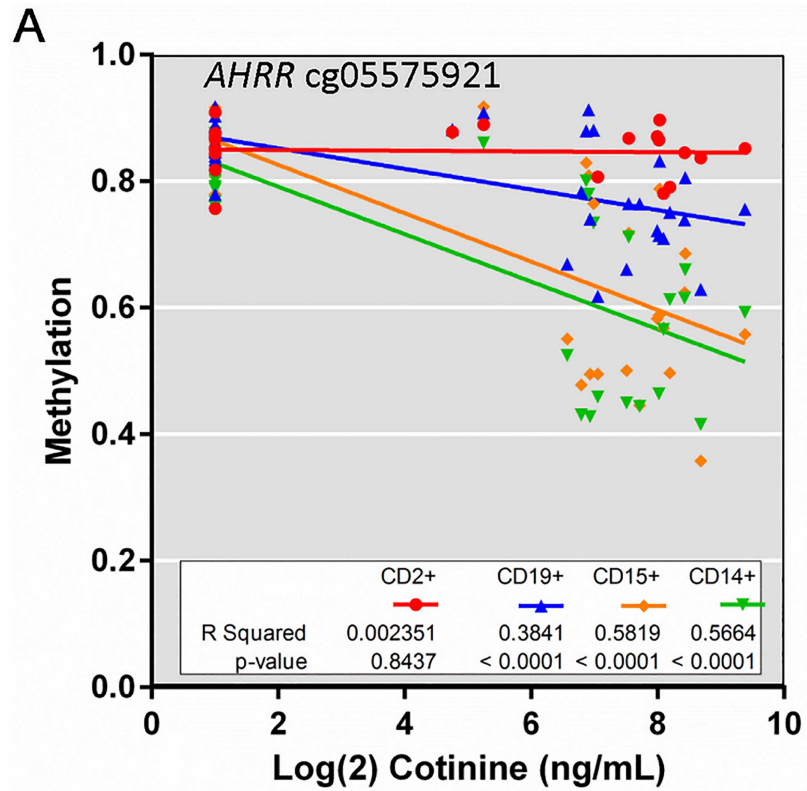 A
AHRR cg05575921
1.0
0.8
0.6
0.4
0.2
0.0
Methylation
CD2+ CD19+ CD15+ CD14+
R Squared 0.002351 0.3841 0.5819 0.5664
p-value 0.8437 < 0.0001 < 0.0001 < 0.0001
0 2 4 6 8 10
Log(2) Cotinine (ng/mL)